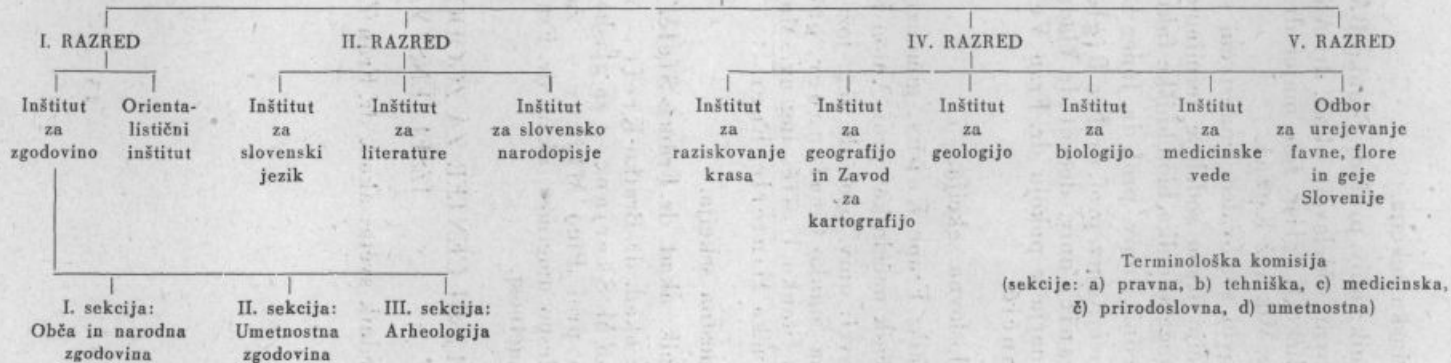 I. RAZRED
II. RAZRED
IV. RAZRED
V. RAZRED
Inštitut
za
zgodovino
Orienta-
listični
inštitut
Inštitut
za
slovenski
jezik
Inštitut
za
literature
Inštitut
za slovensko
narodopisje
Inštitut
za
raziskovanje
krasa
Inštitut
za
geografijo
in Zavod
za
kartografijo
Inštitut
za
geologijo
Inštitut
za
biologijo
Inštitut
za
medicinske
vede
Odbor
za urejevanje
favne, flore
in geje
Slovenije
I. sekcija:
Obča in narodna
zgodovina
II. sekcija:
Umetnostna
zgodovina
III. sekcija:
Arheologija
Terminološka komisija
(sekcije: a) pravna, b) tehniška, c) medicinska,
č) prirodoslovna, d) umetnostna)